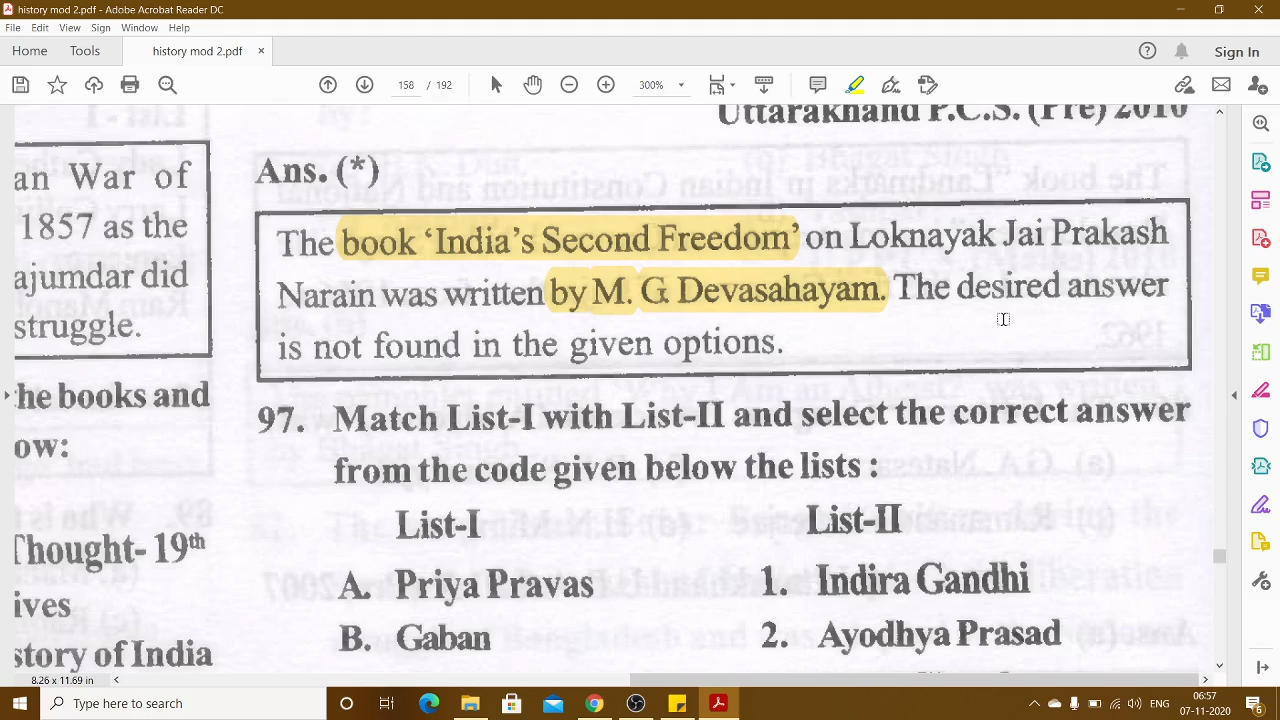 history mod 2.pdf - Adobe Acrobat Reader DC
File Edit View Sign Window Help
Home Tools history mod 2.pdf × Sign In
158 / 192 300%
Uttarakhand P.C.S. (Pre) 2010
Ans. (*)
an War of
1857 as the
ajumdar did
struggle.
The book ‘India’s Second Freedom’ on Loknayak Jai Prakash
Narain was written by M. G. Devasahayam. The desired answer
is not found in the given options.
he books and
ow:
Thought- 19th
ives
story of India
97. Match List-I with List-II and select the correct answer
from the code given below the lists :
List-I List-II
A. Priya Pravas 1. Indira Gandhi
B. Gaban 2. Ayodhya Prasad
8.26 x 11.69 in
Type here to search
ENG 06:57
07-11-2020
6